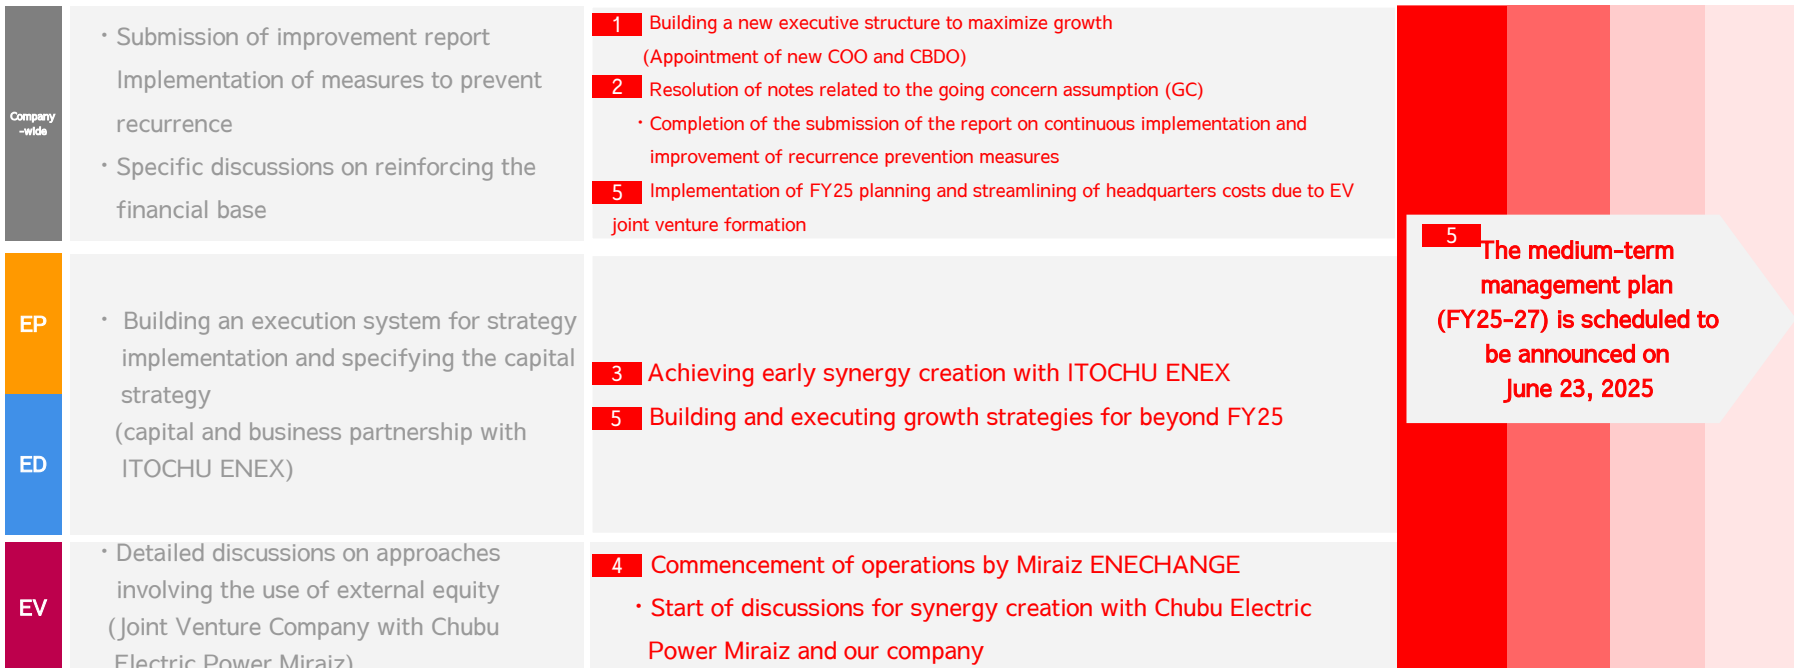 Company
-wide
・Submission of improvement report
Implementation of measures to prevent
recurrence
・Specific discussions on reinforcing the
financial base
1 Building a new executive structure to maximize growth
(Appointment of new COO and CBDO)
2 Resolution of notes related to the going concern assumption (GC)
・Completion of the submission of the report on continuous implementation and
improvement of recurrence prevention measures
5 Implementation of FY25 planning and streamlining of headquarters costs due to EV
joint venture formation
EP
ED
・ Building an execution system for strategy
implementation and specifying the capital
strategy
(capital and business partnership with
ITOCHU ENEX)
3 Achieving early synergy creation with ITOCHU ENEX
5 Building and executing growth strategies for beyond FY25
EV
・Detailed discussions on approaches
involving the use of external equity
(Joint Venture Company with Chubu
Electric Power Miraiz)
4 Commencement of operations by Miraiz ENECHANGE
・Start of discussions for synergy creation with Chubu Electric
Power Miraiz and our company
5 The medium-term
management plan
(FY25-27) is scheduled to
be announced on
June 23, 2025